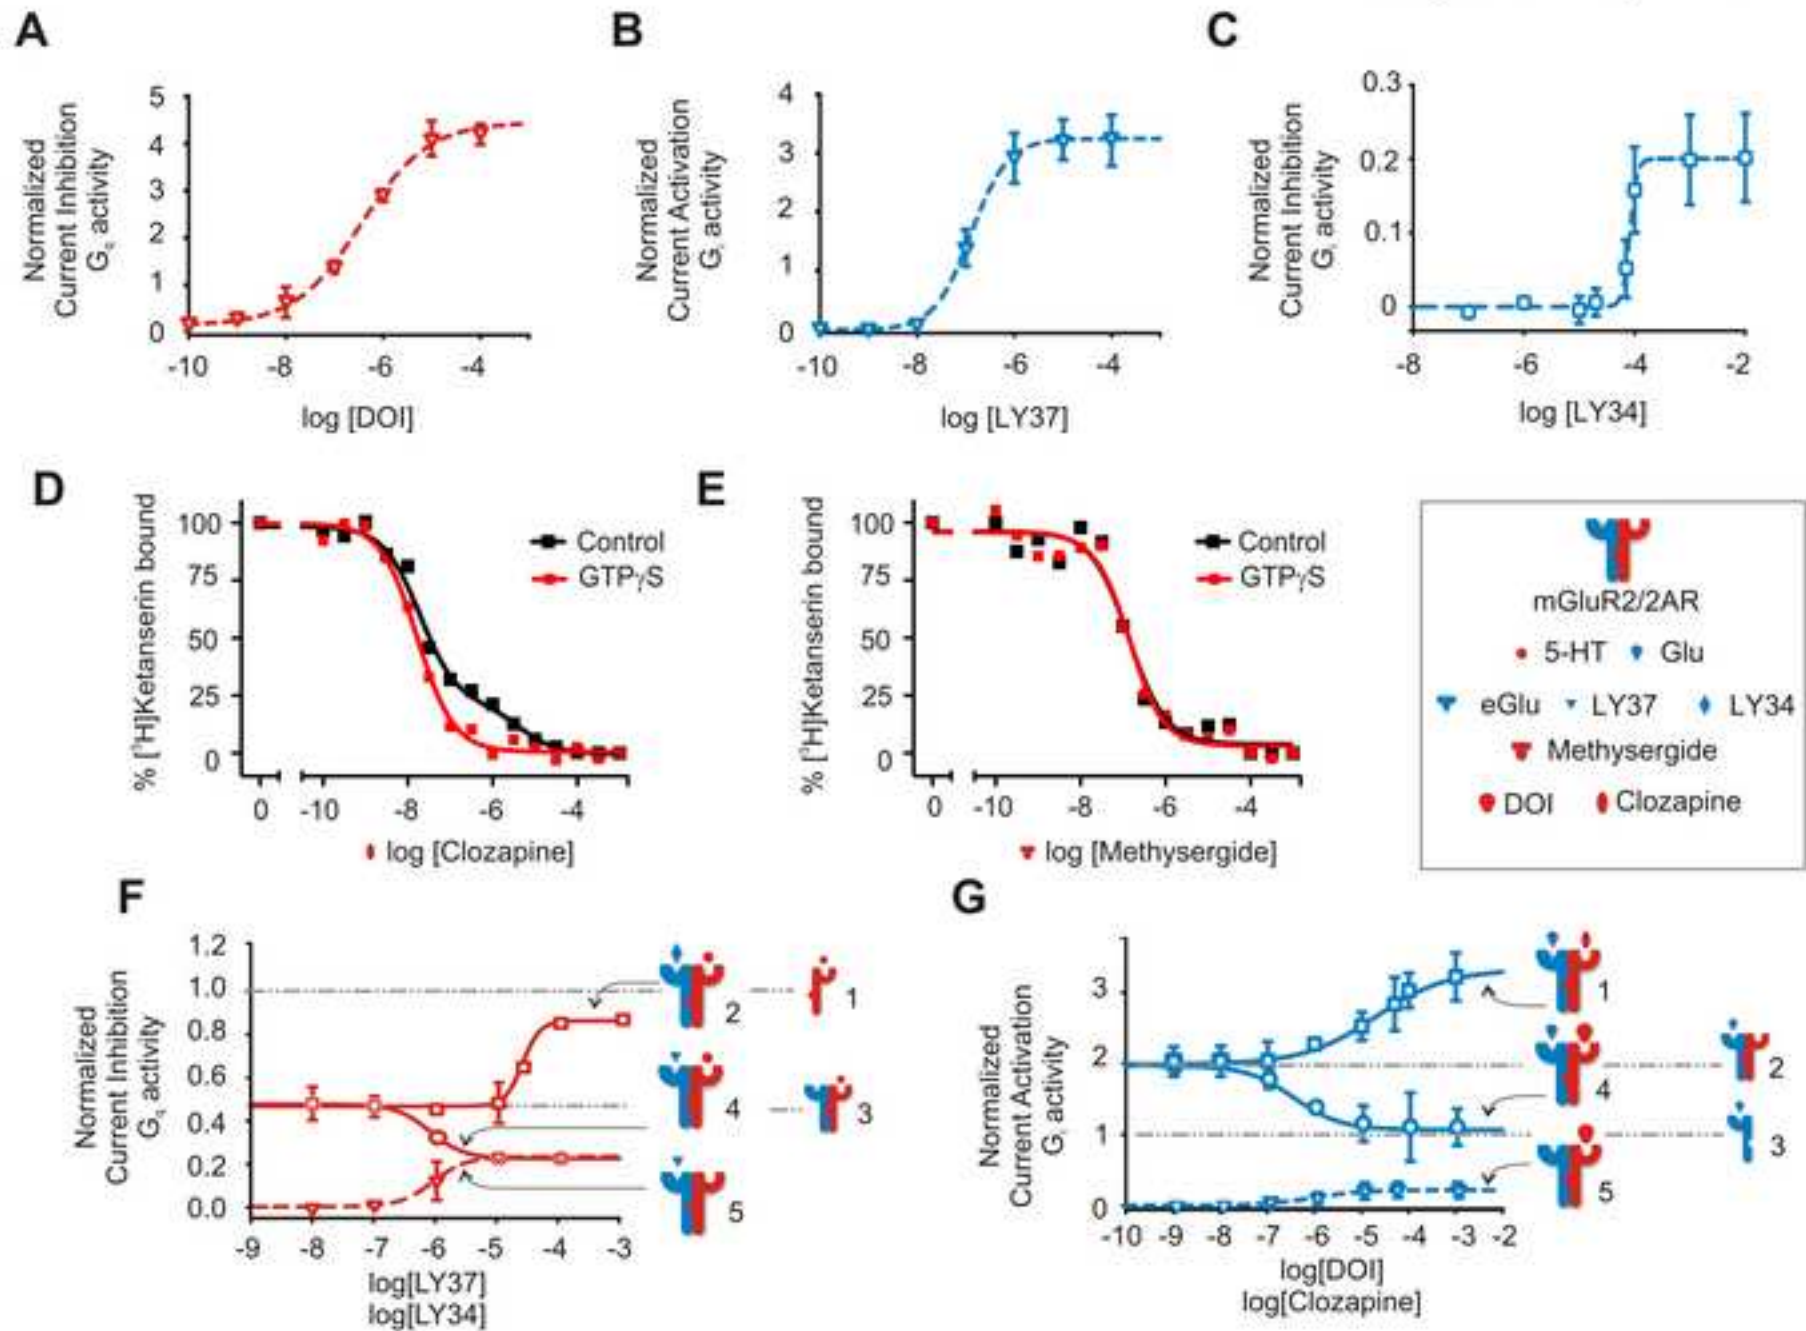 A
Normalized
Current Inhibition
Gq activity
5
4
3
2
1
0
-10
-8
-6
-4
log [DOI]
B
Normalized
Current Activation
Gi activity
4
3
2
1
0
-10
-8
-6
-4
log [LY37]
C
Normalized
Current Inhibition
Gi activity
0.3
0.2
0.1
0
-8
-6
-4
-2
log [LY34]
D
% [³H]Ketanserin bound
100
75
50
25
0
0
-10
-8
-6
-4
Control
GTPγS
log [Clozapine]
E
% [³H]Ketanserin bound
100
75
50
25
0
0
-10
-8
-6
-4
Control
GTPγS
log [Methysergide]
mGluR2/2AR
5-HT Glu
eGlu LY37 LY34
Methysergide
DOI Clozapine
F
Normalized
Current Inhibition
Gq activity
1.2
1.0
0.8
0.6
0.4
0.2
0.0
-9
-8
-7
-6
-5
-4
-3
log[LY37]
log[LY34]
2
1
4
3
5
G
Normalized
Current Activation
Gi activity
3
2
1
0
-10
-9
-8
-7
-6
-5
-4
-3
-2
log[DOI]
log[Clozapine]
1
2
4
3
5